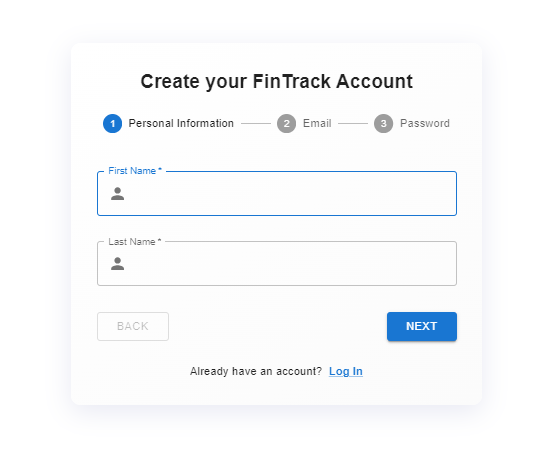 Create your FinTrack Account
1 Personal Information 2 Email 3 Password
First Name *
Last Name *
BACK NEXT
Already have an account? Log In